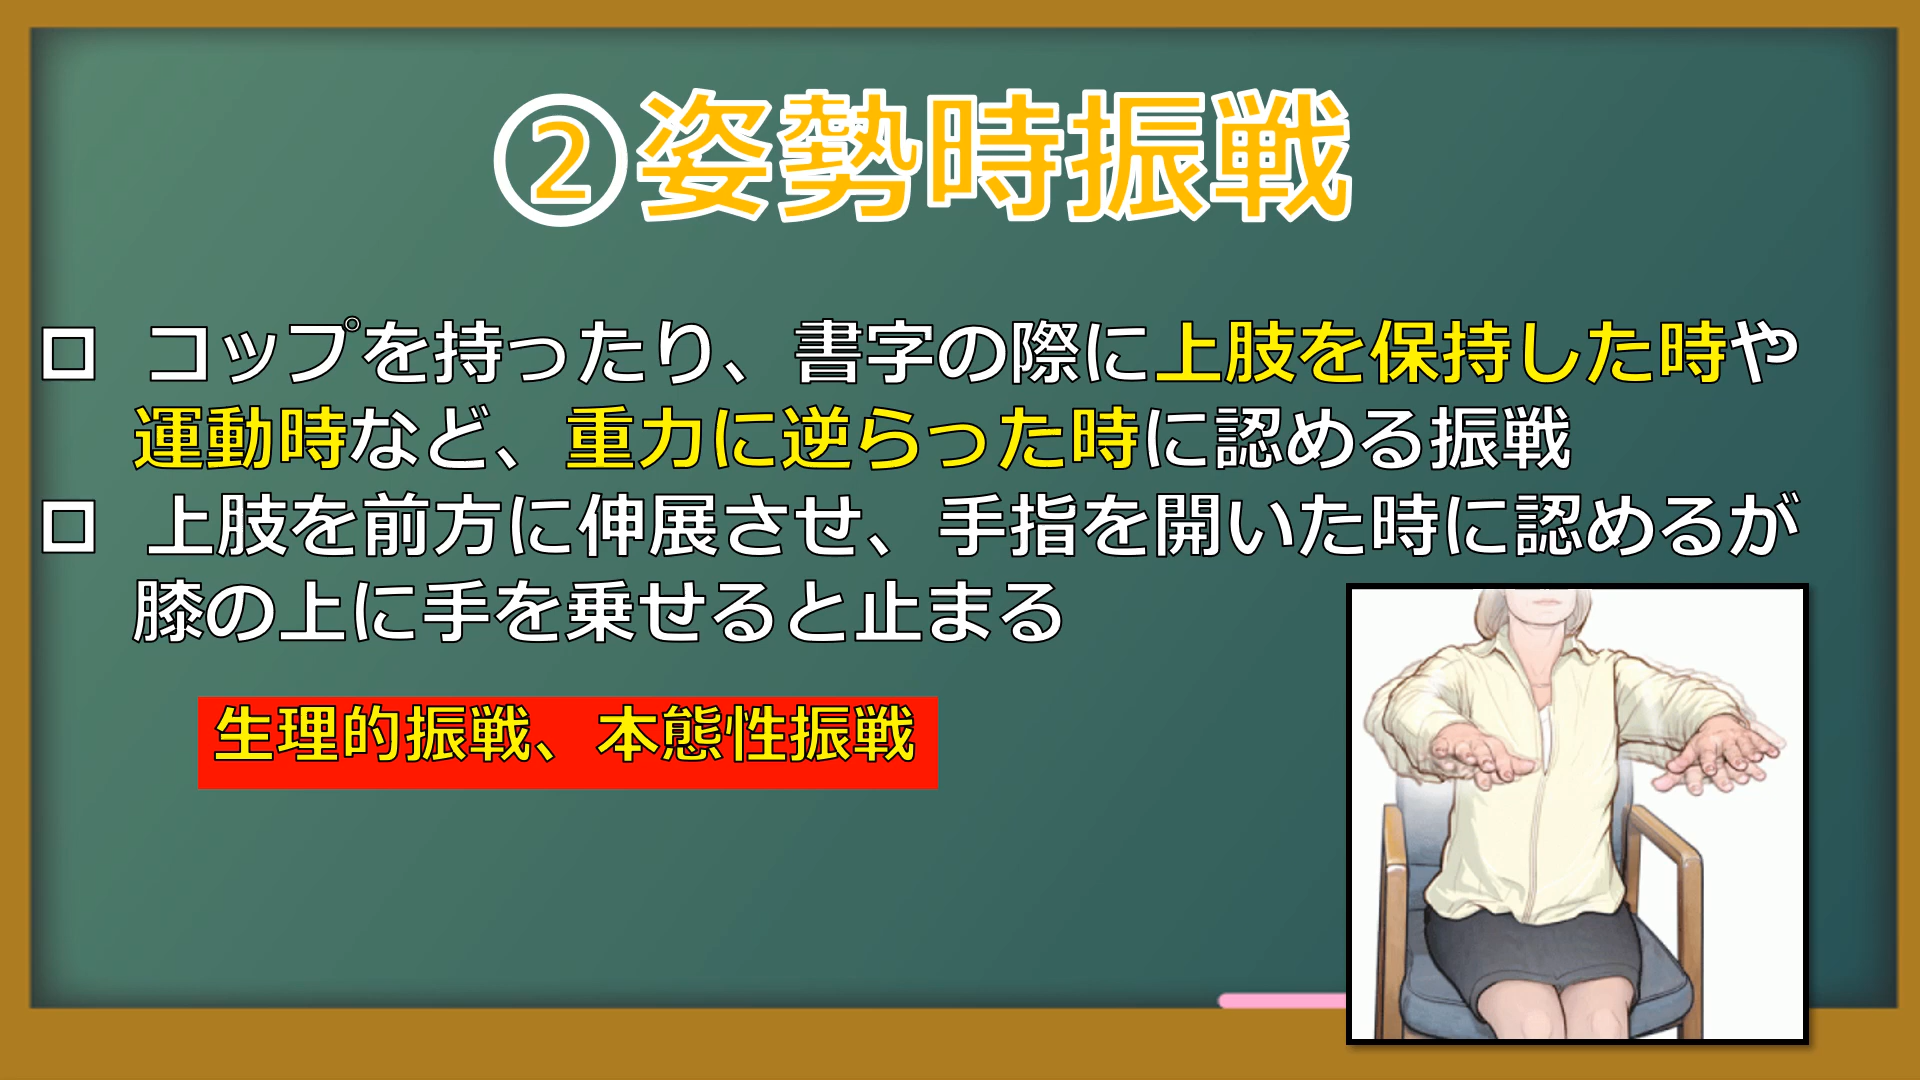 ②姿勢時振戦
□ コップを持ったり、書字の際に上肢を保持した時や
運動時など、重力に逆らった時に認める振戦
□ 上肢を前方に伸展させ、手指を開いた時に認めるが
膝の上に手を乗せると止まる
生理的振戦、本態性振戦